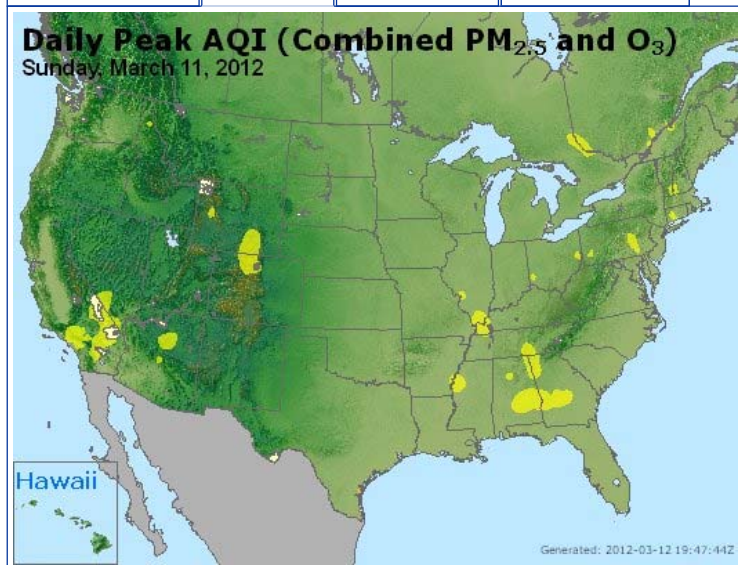 Daily Peak AQI (Combined PM2.5 and O3)
Sunday, March 11, 2012
Hawaii
Generated: 2012-03-12 19:47:44Z